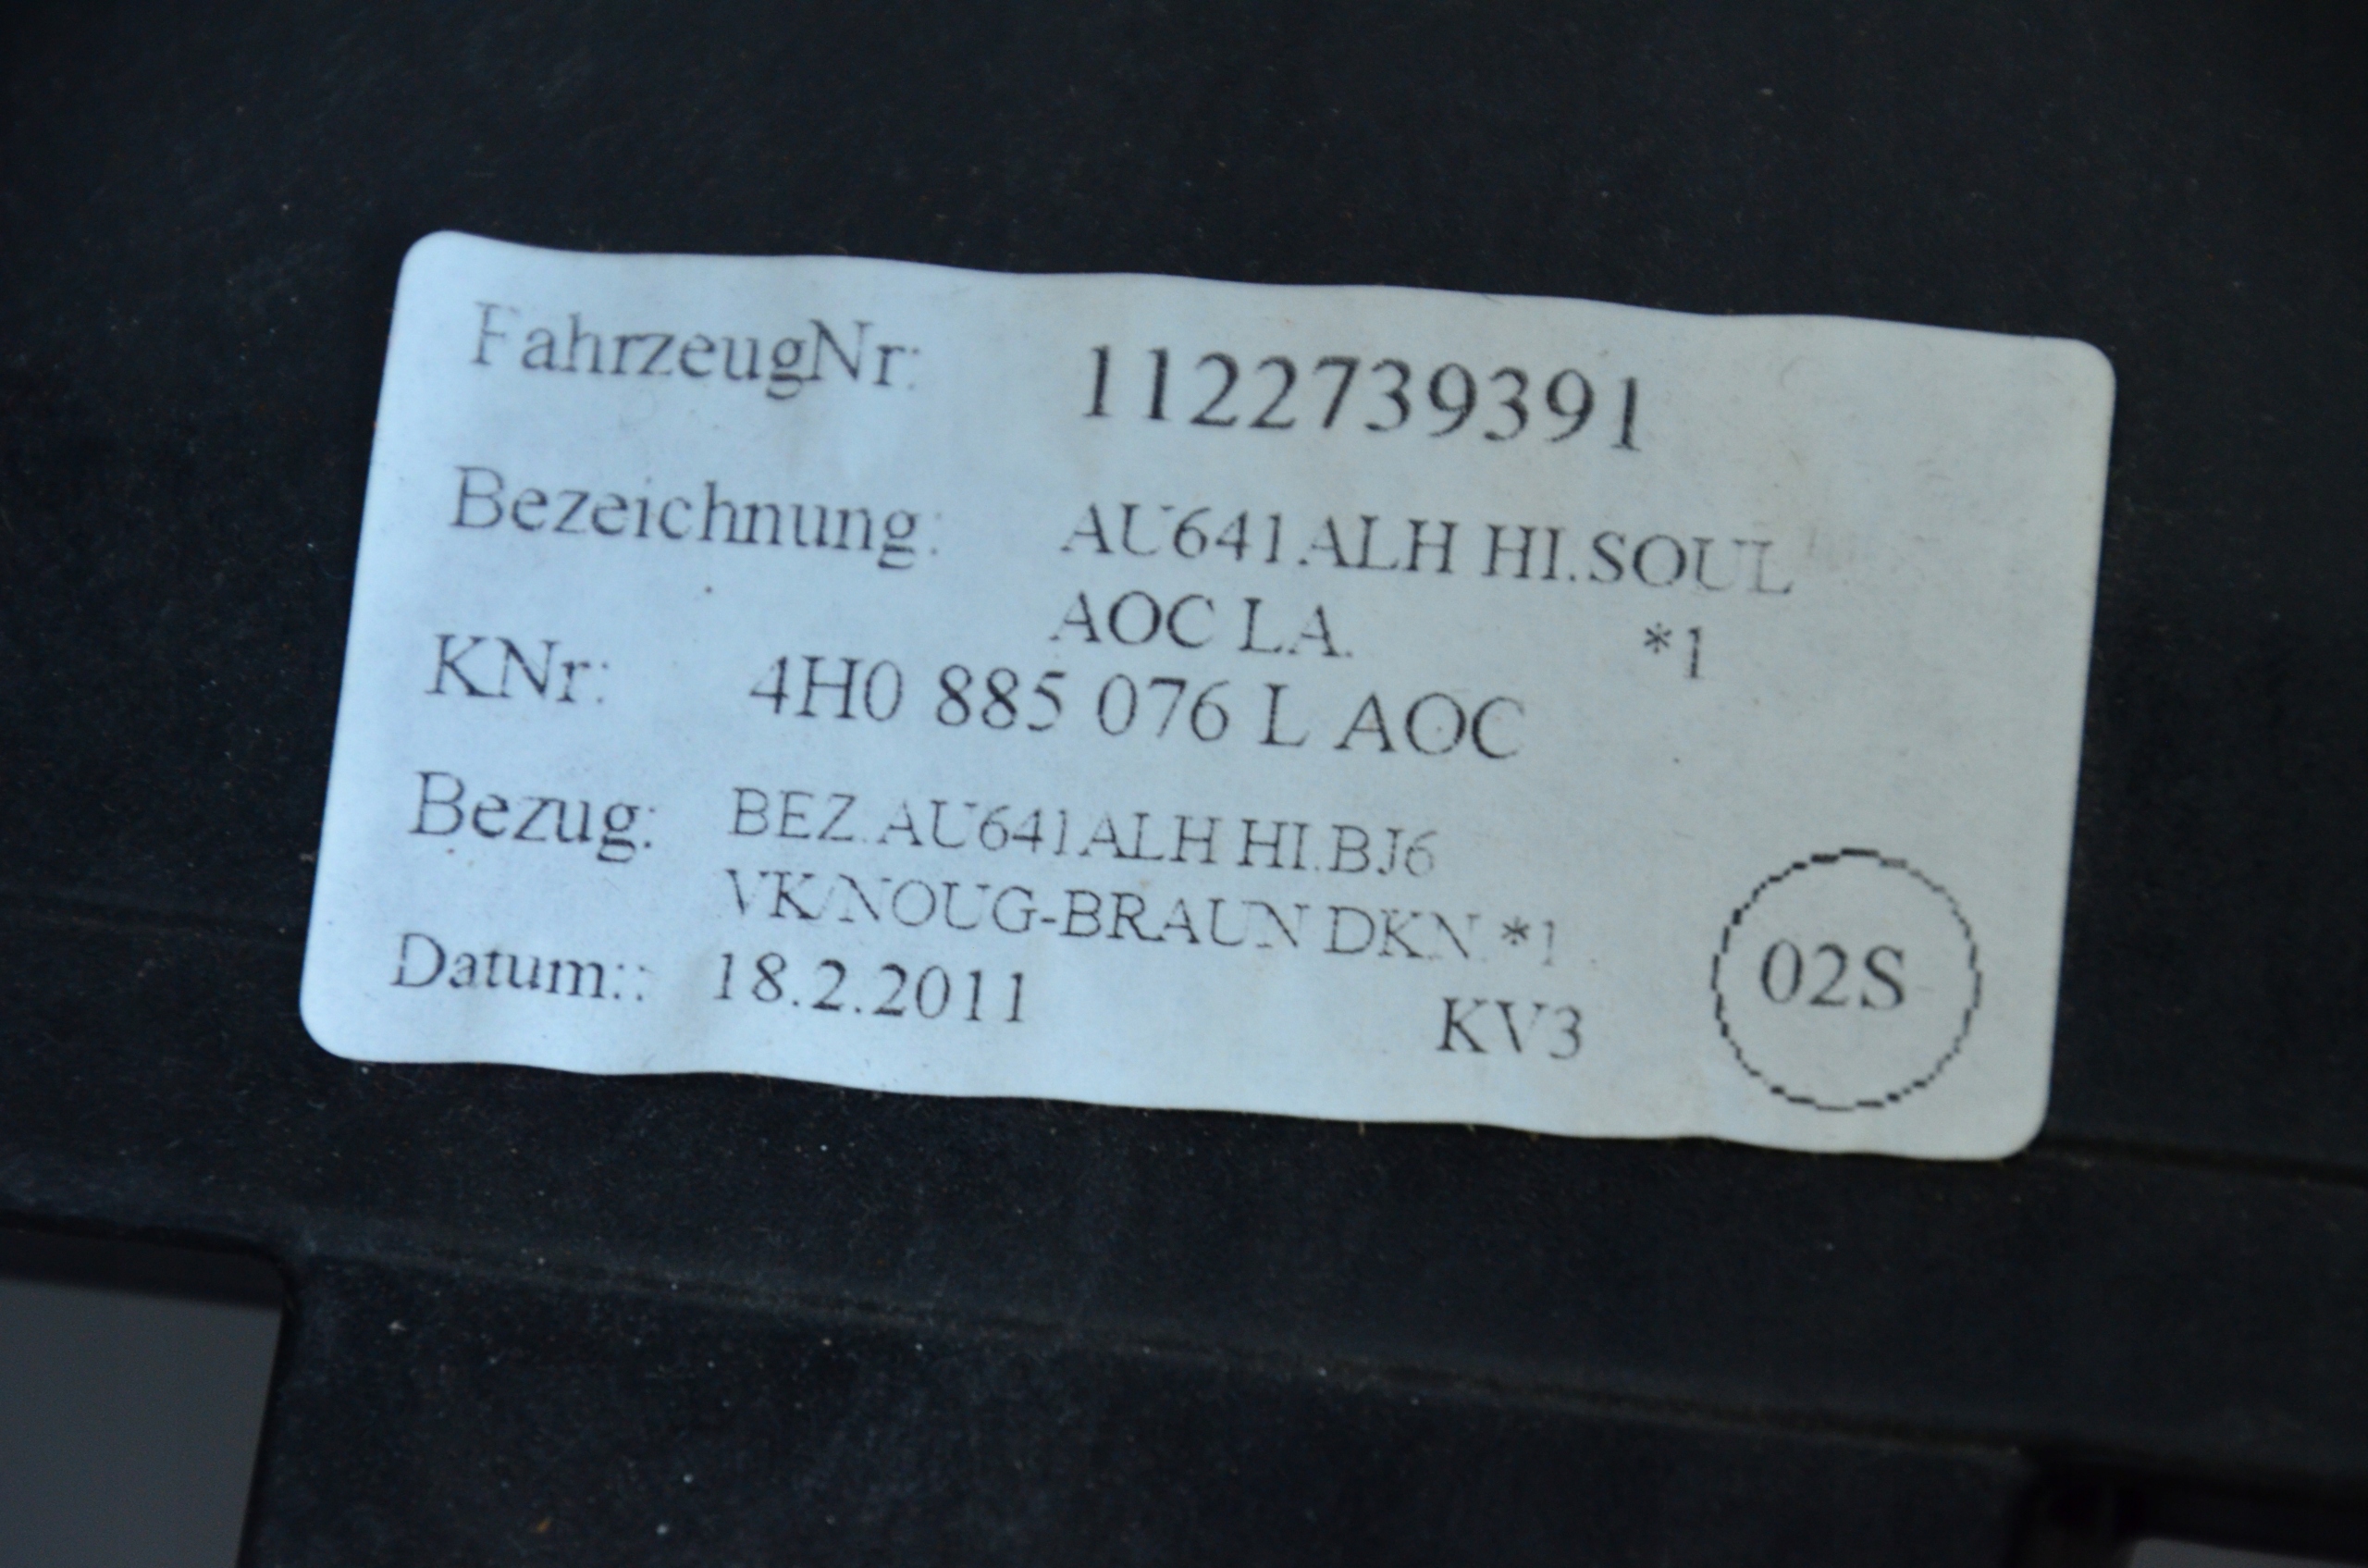 FahrzeugNr: 1122739391
Bezeichnung: AU641ALH HI.SOUL
AOC LA. *1
KNr: 4H0 885 076 L AOC
Bezug: BEZ.AU641ALH HI.BJ6
VK/NOUG-BRAUN DKN.*1
Datum:: 18.2.2011
KV3
02S